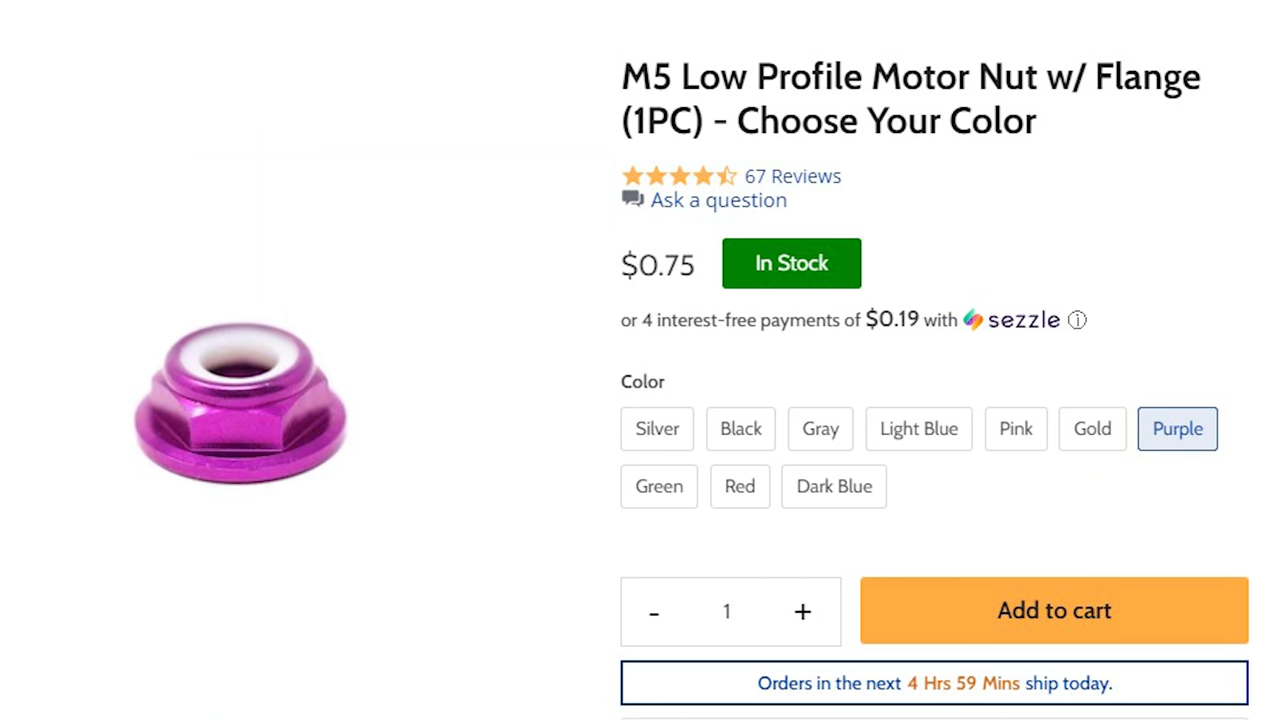 M5 Low Profile Motor Nut w/ Flange
(1PC) - Choose Your Color
67 Reviews
Ask a question
$0.75 In Stock
or 4 interest-free payments of $0.19 with sezzle ⓘ
Color
Silver Black Gray Light Blue Pink Gold Purple
Green Red Dark Blue
- 1 + Add to cart
Orders in the next 4 Hrs 59 Mins ship today.